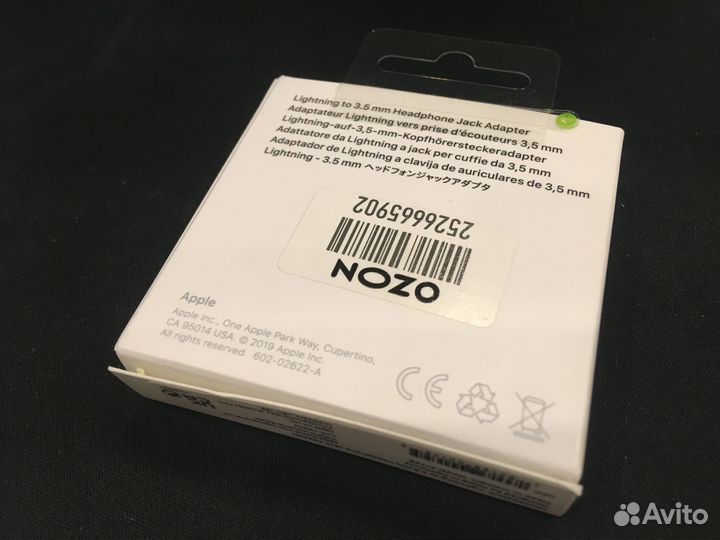 Lightning to 3.5 mm Headphone Jack Adapter
Adaptateur Lightning vers prise d'écouteurs 3,5 mm
Lightning-auf-3,5-mm-Kopfhörersteckeradapter
Adattatore da Lightning a jack per cuffie da 3,5 mm
Adaptador de Lightning a clavija de auriculares de 3,5 mm
Lightning - 3.5 mm ヘッドフォンジャックアダプタ
2526665902
OZON
Apple
Apple Inc., One Apple Park Way, Cupertino,
CA 95014 USA. © 2019 Apple Inc.
All rights reserved. 602-02622-A
CE
Avito